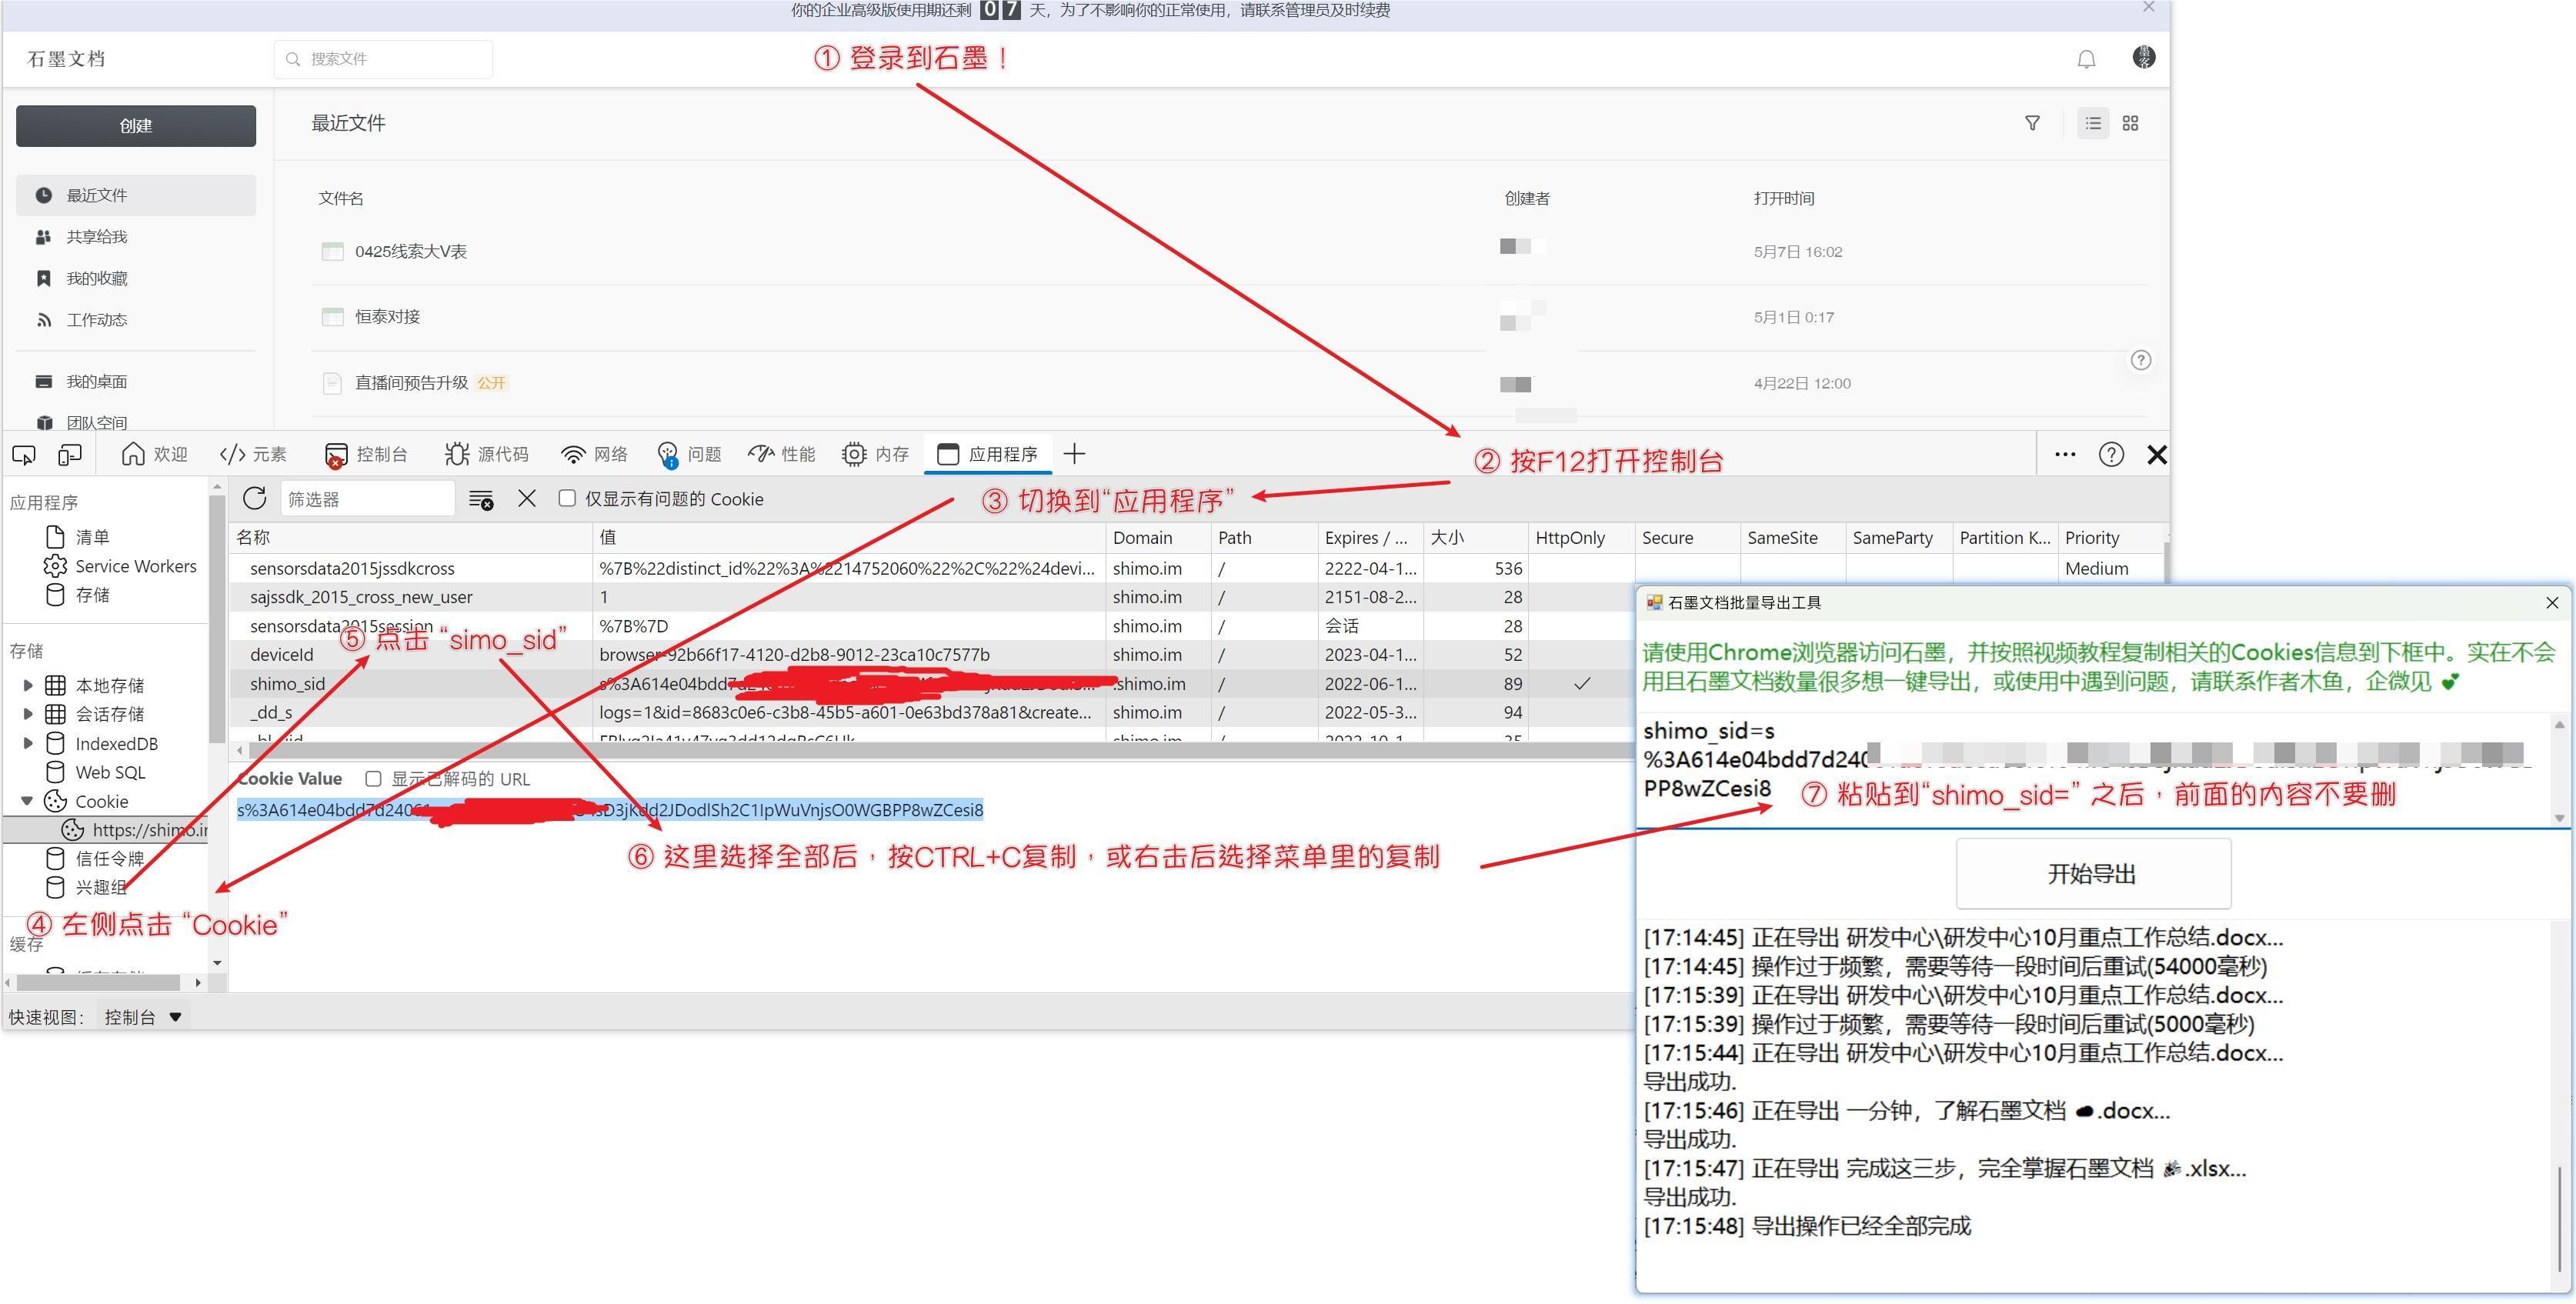 你的企业高级版使用期还剩 0 7 天，为了不影响你的正常使用，请联系管理员及时续费
石墨文档
搜索文件
① 登录到石墨！
创建
最近文件
最近文件
共享给我
我的收藏
工作动态
我的桌面
团队空间
文件名 创建者 打开时间
0425线索大V表 5月7日 16:02
恒泰对接 5月1日 0:17
直播间预告升级 公开 4月22日 12:00
欢迎 元素 控制台 源代码 网络 问题 性能 内存 应用程序
② 按F12打开控制台
③ 切换到“应用程序”
应用程序
清单
Service Workers
存储
存储
本地存储
会话存储
IndexedDB
Web SQL
Cookie
https://shimo.i
信任令牌
兴趣组
④ 左侧点击 “Cookie”
缓存
快速视图： 控制台
筛选器 仅显示有问题的 Cookie
名称 值 Domain Path Expires / ... 大小 HttpOnly Secure SameSite SameParty Partition K... Priority
sensorsdata2015jssdkcross %7B%22distinct_id%22%3A%2214752060%22%2C%22%24devi... shimo.im / 2222-04-1... 536 Medium
sajssdk_2015_cross_new_user 1 shimo.im / 2151-08-2... 28
sensorsdata2015session %7B%7D shimo.im / 会话 28
⑤ 点击 “simo_sid”
deviceId browser-92b66f17-4120-d2b8-9012-23ca10c7577b shimo.im / 2023-04-1... 52
shimo_sid s%3A614e04bdd7d .shimo.im / 2022-06-1... 89
_dd_s logs=1&id=8683c0e6-c3b8-45b5-a601-0e63bd378a81&create... shimo.im / 2022-05-3... 94
Cookie Value 显示已解码的 URL
s%3A614e04bdd7d2406 sD3jKdd2JDodlSh2C1IpWuVnjsO0WGBPP8wZCesi8
⑥ 这里选择全部后，按CTRL+C复制，或右击后选择菜单里的复制
石墨文档批量导出工具
请使用Chrome浏览器访问石墨，并按照视频教程复制相关的Cookies信息到下框中。实在不会
用且石墨文档数量很多想一键导出，或使用中遇到问题，请联系作者木鱼，企微见 💕
shimo_sid=s
%3A614e04bdd7d240
PP8wZCesi8
⑦ 粘贴到“shimo_sid=” 之后，前面的内容不要删
开始导出
[17:14:45] 正在导出 研发中心\研发中心10月重点工作总结.docx...
[17:14:45] 操作过于频繁，需要等待一段时间后重试(54000毫秒)
[17:15:39] 正在导出 研发中心\研发中心10月重点工作总结.docx...
[17:15:39] 操作过于频繁，需要等待一段时间后重试(5000毫秒)
[17:15:44] 正在导出 研发中心\研发中心10月重点工作总结.docx...
导出成功.
[17:15:46] 正在导出 一分钟，了解石墨文档 ☁.docx...
导出成功.
[17:15:47] 正在导出 完成这三步，完全掌握石墨文档 🎉.xlsx...
导出成功.
[17:15:48] 导出操作已经全部完成